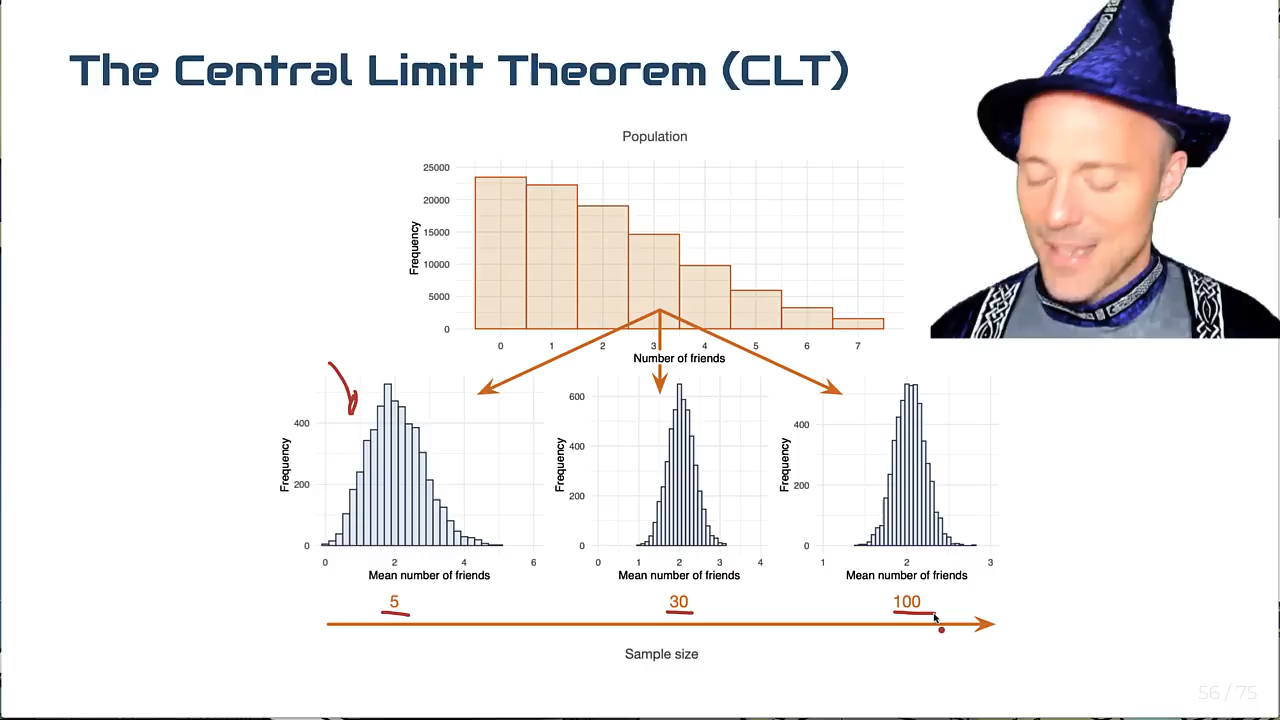 The Central Limit Theorem (CLT)
Population
25000
20000
15000
10000
5000
0
Frequency
0 1 2 3 4 5 6 7
Number of friends
400
200
0
Frequency
0 2 4 6
Mean number of friends
600
400
200
0
Frequency
0 1 2 3 4
Mean number of friends
400
200
0
Frequency
1 2 3
Mean number of friends
5 30 100
Sample size
56 / 75